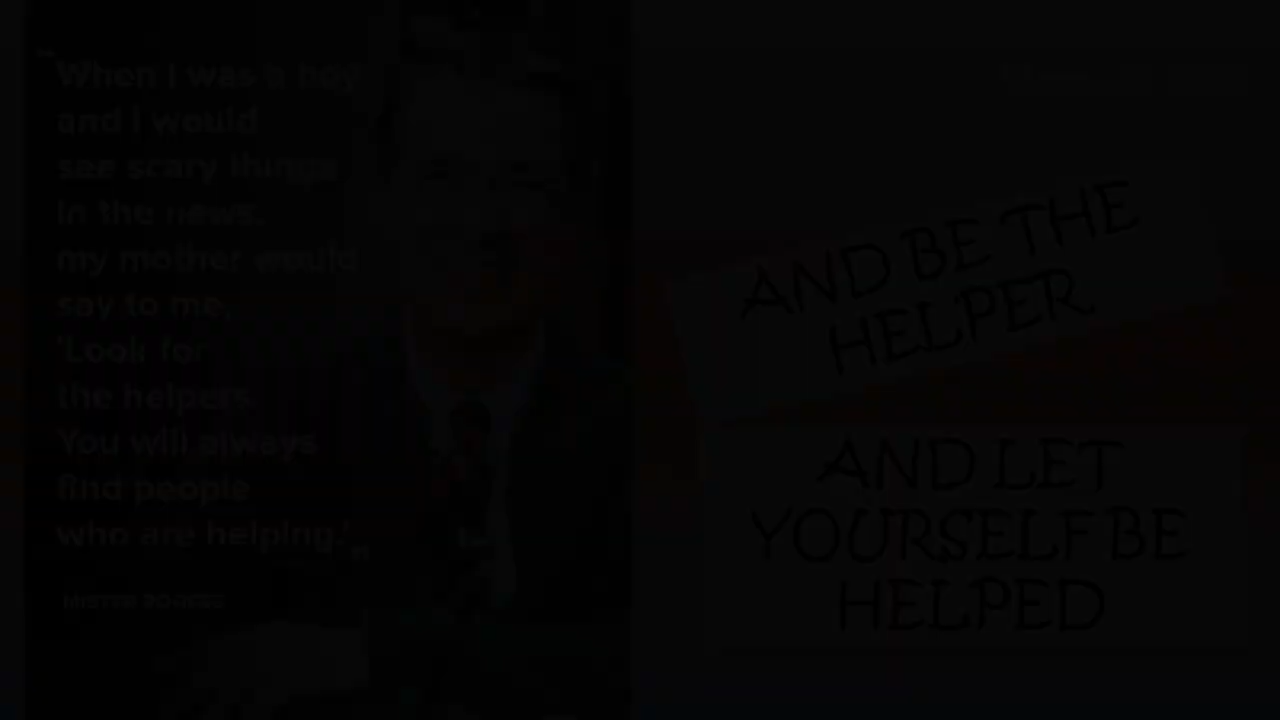 "When I was a boy
and I would
see scary things
in the news,
my mother would
say to me,
'Look for
the helpers.
You will always
find people
who are helping.'"
MISTER ROGERS
AND BE THE
HELPER
AND LET
YOURSELF BE
HELPED